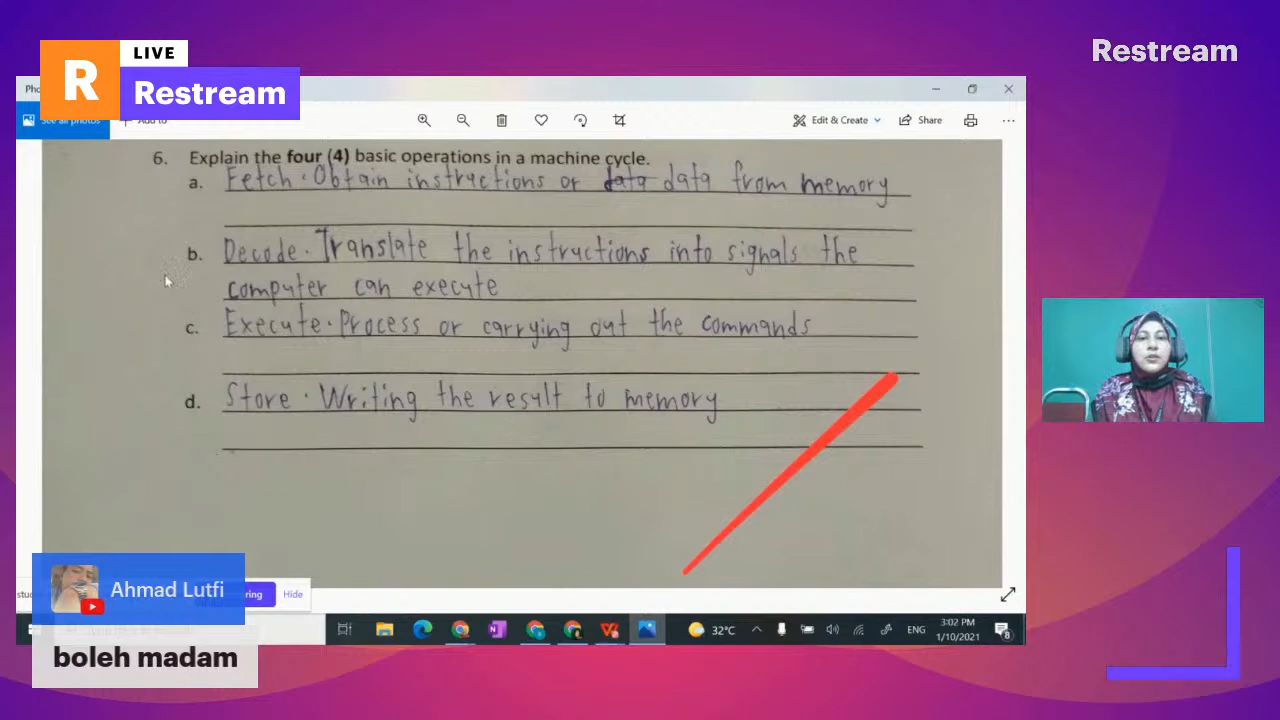 LIVE
R
Restream
Restream
Pho
See all photos
Add to
Edit & Create
Share
6. Explain the four (4) basic operations in a machine cycle.
a. Fetch · Obtain instructions or data data from memory
b. Decode · Translate the instructions into signals the
computer can execute
c. Execute · Process or carrying out the commands
d. Store · Writing the result to memory
Ahmad Lutfi
Hide
boleh madam
32°C
ENG
3:02 PM
1/10/2021
8